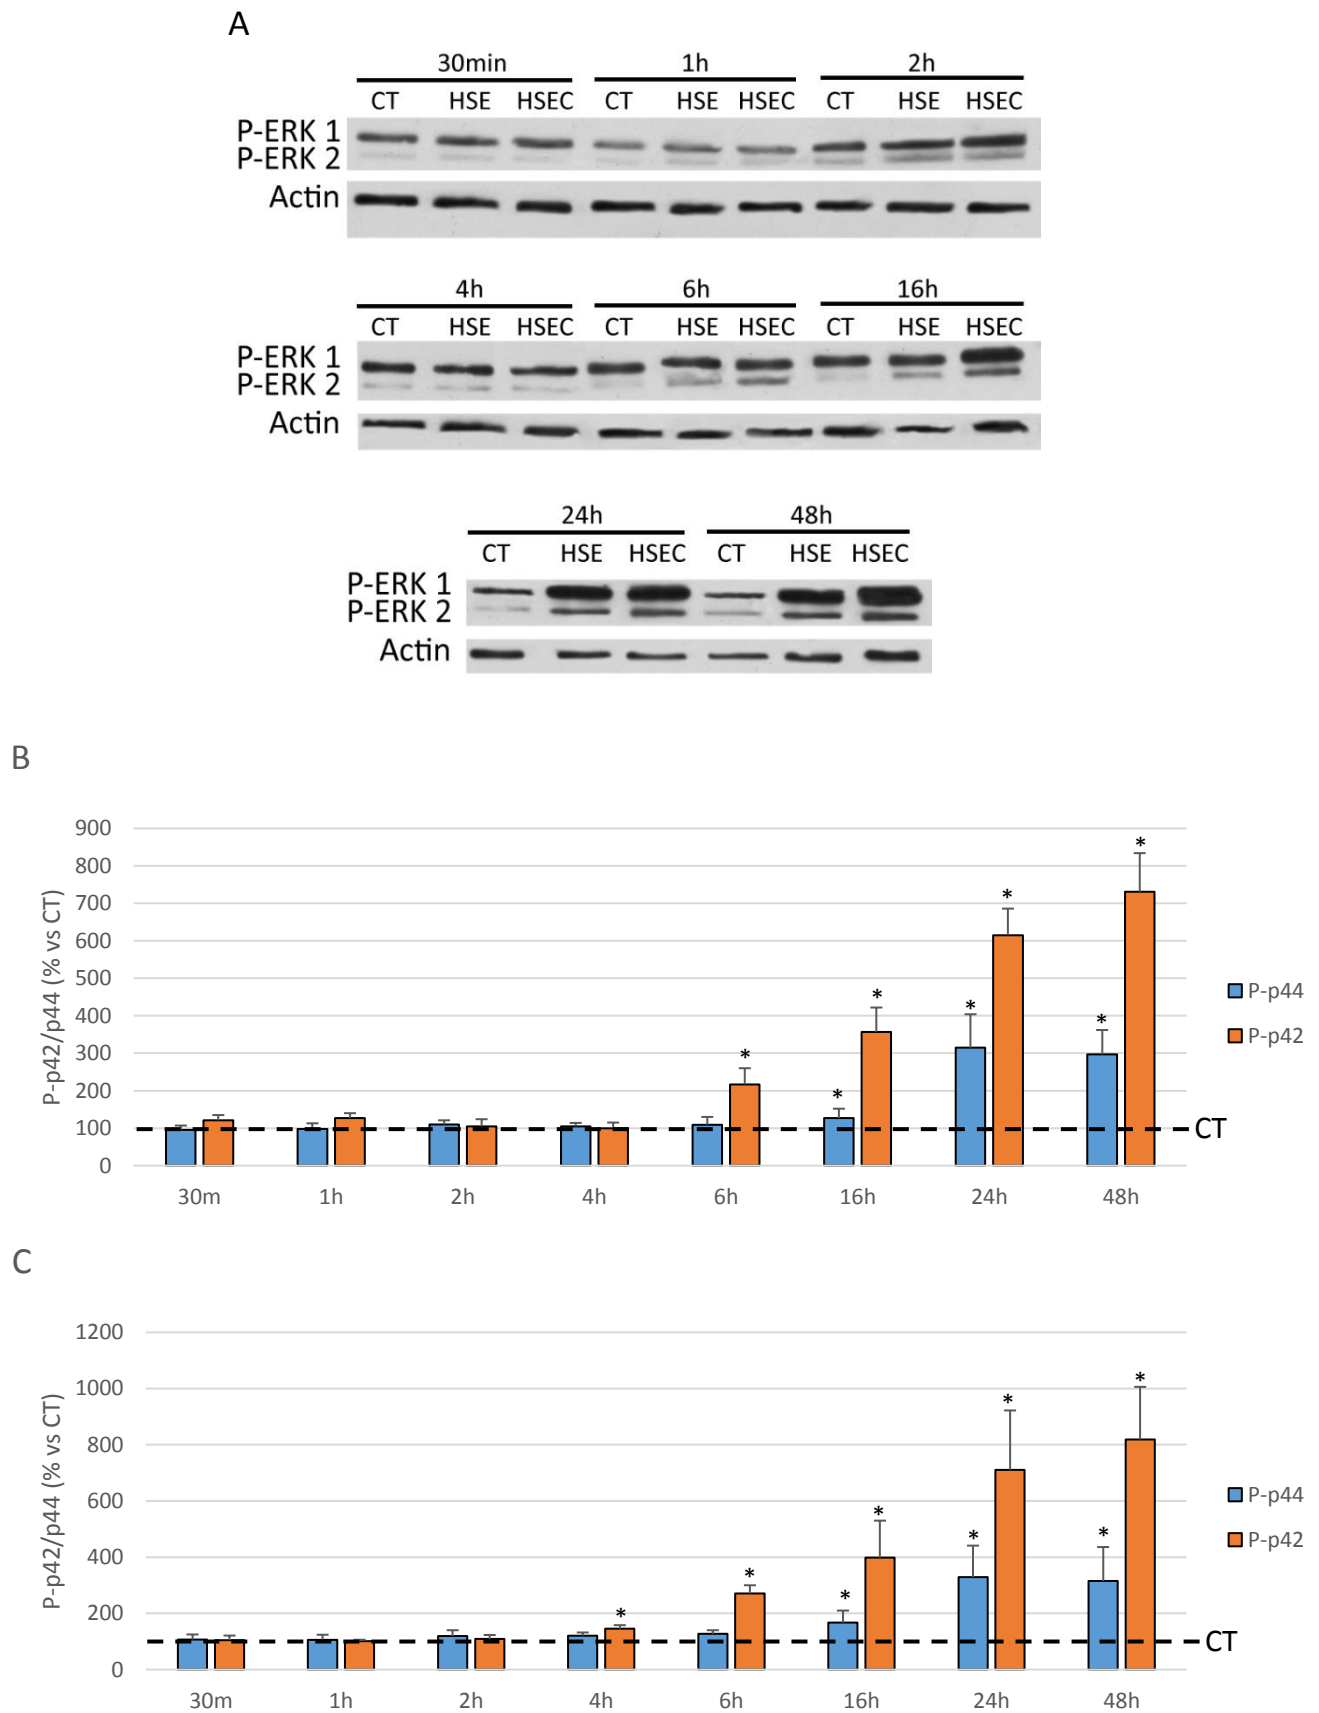 A
30min 1h 2h
CT HSE HSEC CT HSE HSEC CT HSE HSEC
P-ERK 1
P-ERK 2
Actin
4h 6h 16h
CT HSE HSEC CT HSE HSEC CT HSE HSEC
P-ERK 1
P-ERK 2
Actin
24h 48h
CT HSE HSEC CT HSE HSEC
P-ERK 1
P-ERK 2
Actin
B
P-p42/p44 (% vs CT)
900
800
700
600
500
400
300
200
100
0
* * * * * * *
CT
30m 1h 2h 4h 6h 16h 24h 48h
P-p44
P-p42
C
P-p42/p44 (% vs CT)
1200
1000
800
600
400
200
0
* * * * * * * *
CT
30m 1h 2h 4h 6h 16h 24h 48h
P-p44
P-p42